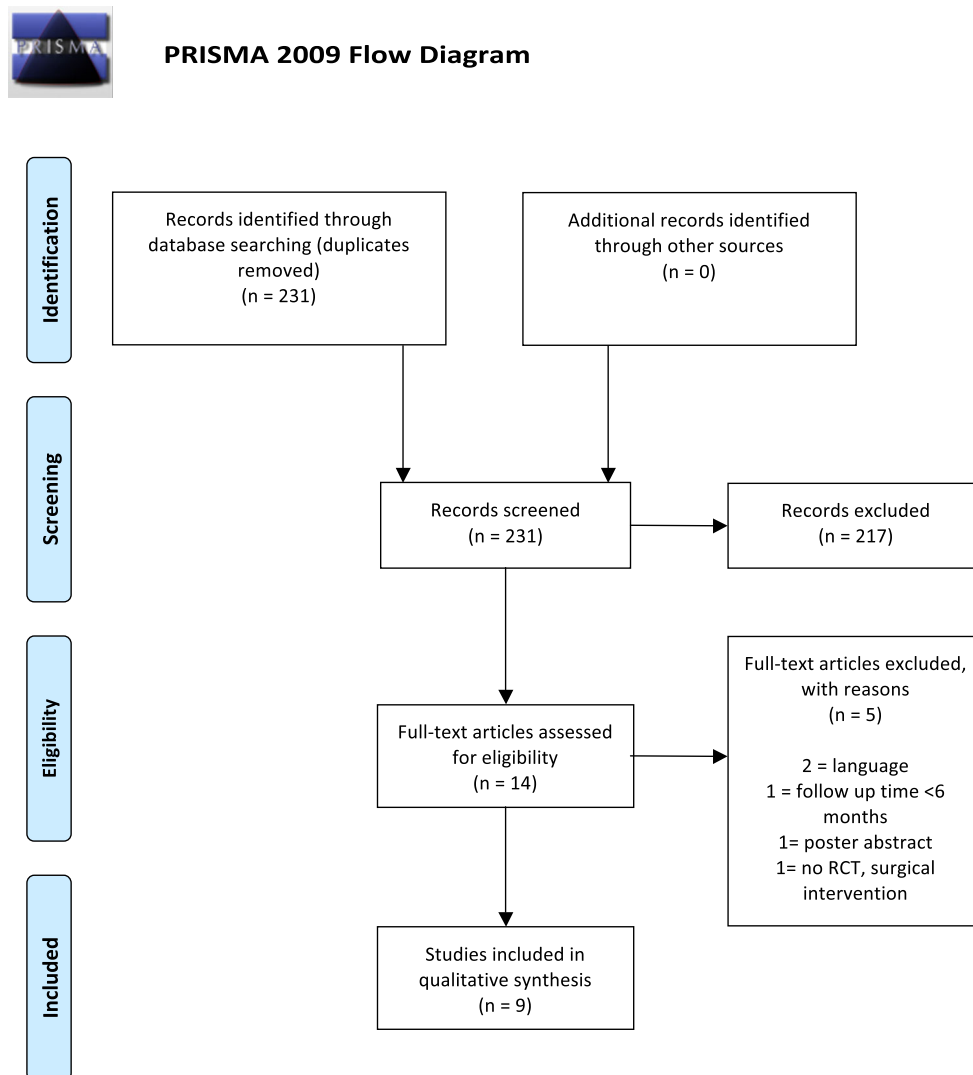 PRISMA
PRISMA 2009 Flow Diagram
Identification
Records identified through
database searching (duplicates
removed)
(n = 231)
Additional records identified
through other sources
(n = 0)
Screening
Records screened
(n = 231)
Records excluded
(n = 217)
Eligibility
Full-text articles assessed
for eligibility
(n = 14)
Full-text articles excluded,
with reasons
(n = 5)
2 = language
1 = follow up time <6
months
1= poster abstract
1= no RCT, surgical
intervention
Included
Studies included in
qualitative synthesis
(n = 9)